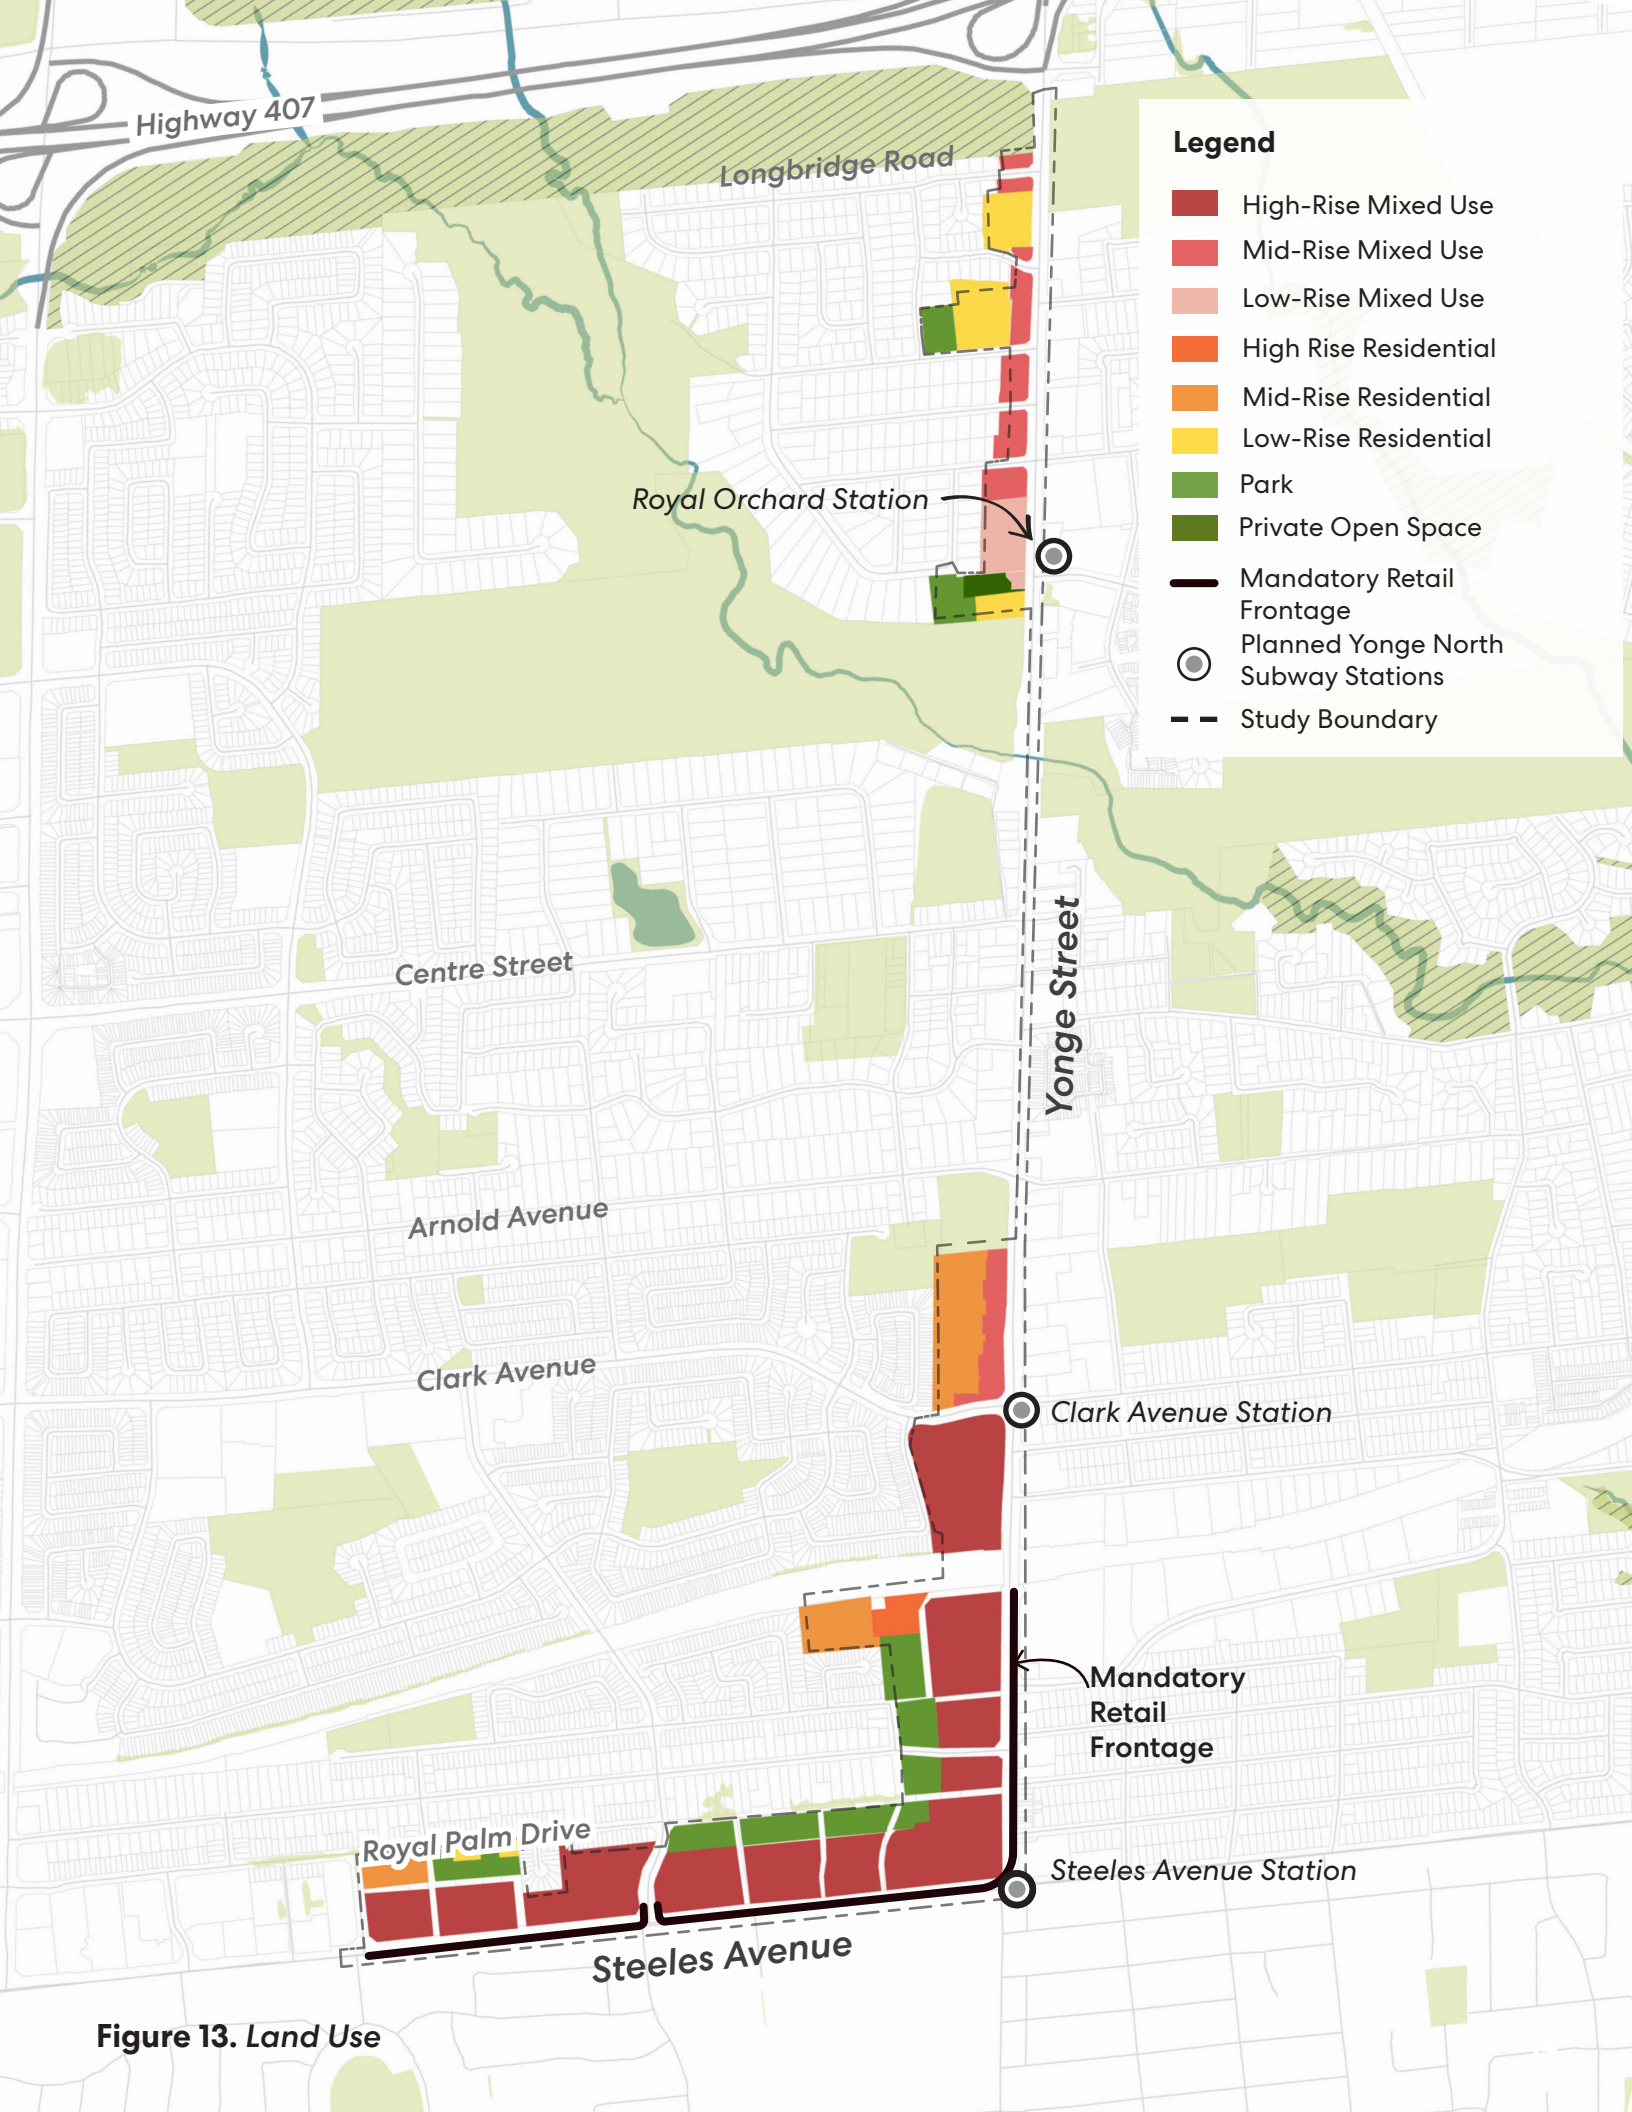 Highway 407
Longbridge Road
Legend
High-Rise Mixed Use
Mid-Rise Mixed Use
Low-Rise Mixed Use
High Rise Residential
Mid-Rise Residential
Low-Rise Residential
Park
Private Open Space
Mandatory Retail
Frontage
Planned Yonge North
Subway Stations
Study Boundary
Royal Orchard Station
Yonge Street
Centre Street
Arnold Avenue
Clark Avenue
Clark Avenue Station
Mandatory
Retail
Frontage
Royal Palm Drive
Steeles Avenue Station
Steeles Avenue
Figure 13. Land Use